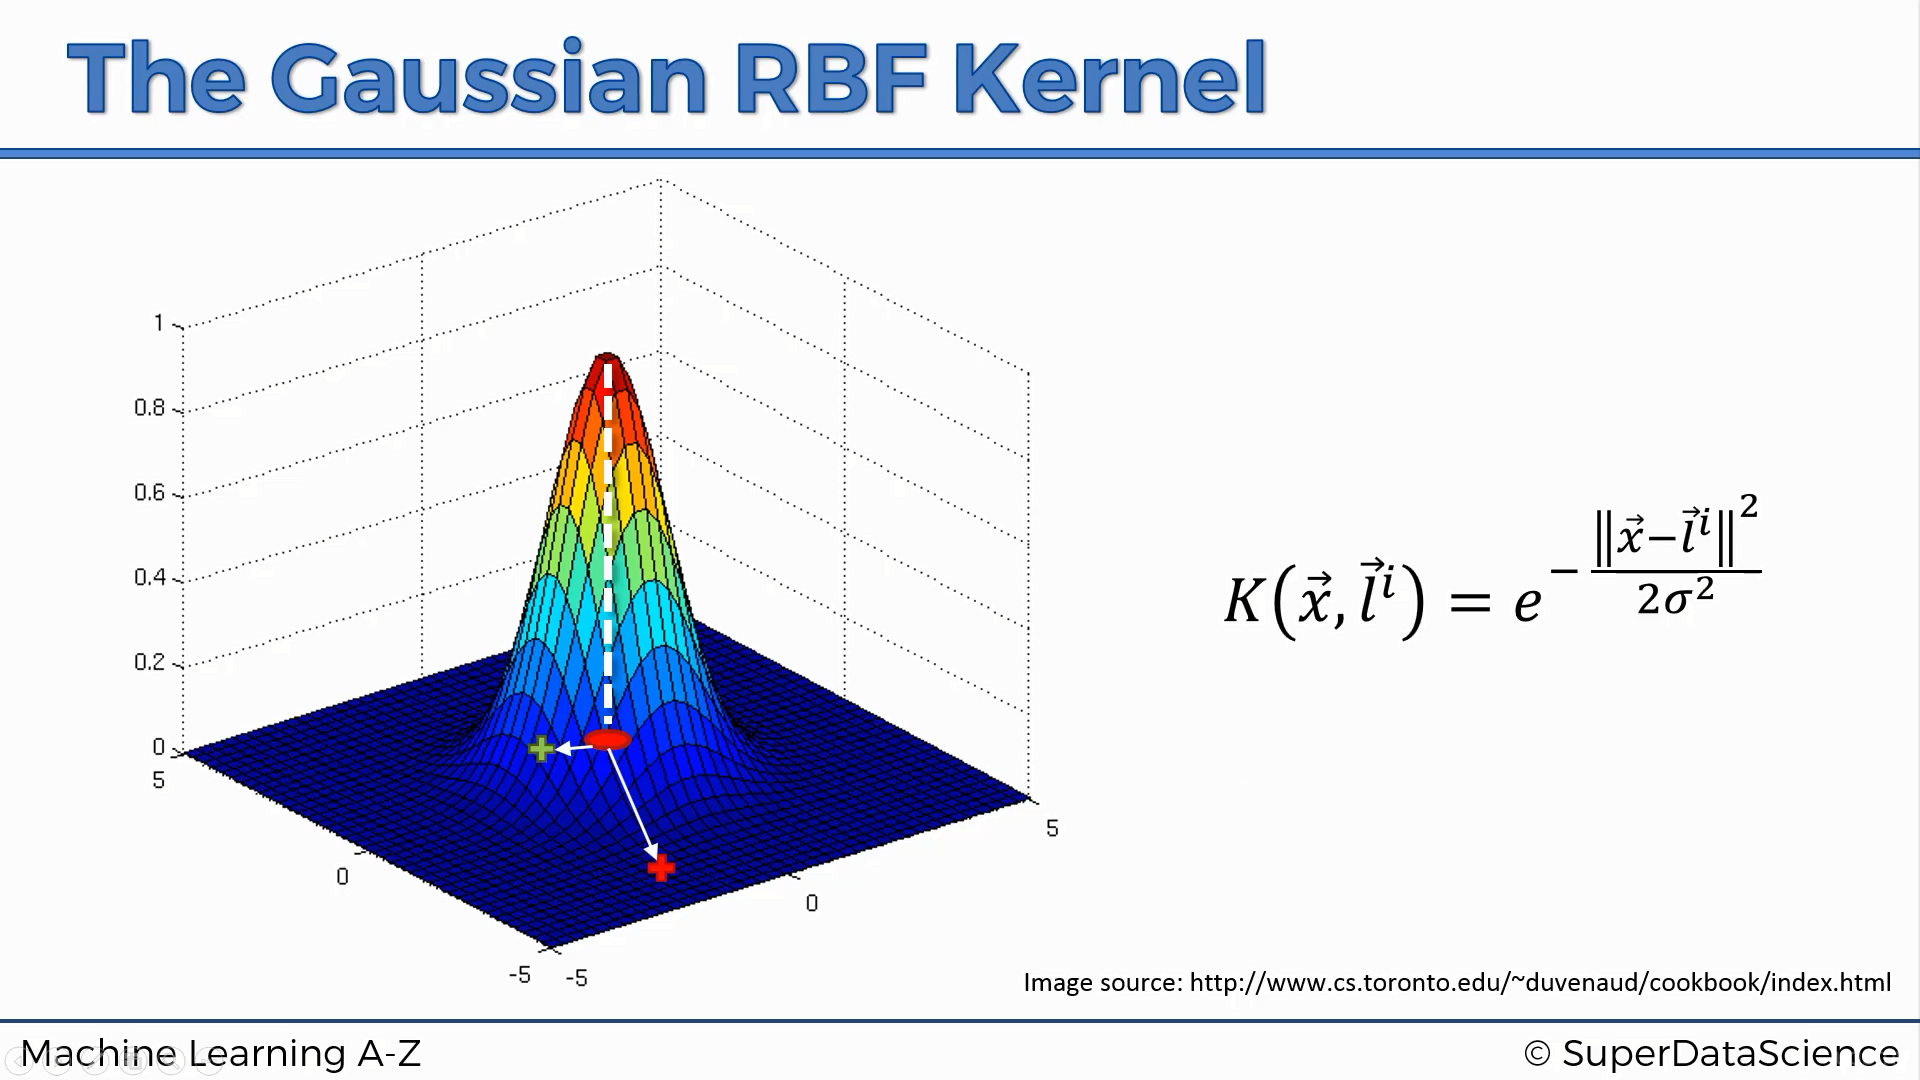 The Gaussian RBF Kernel
1
0.8
0.6
0.4
0.2
0
5
0
-5
-5
0
5
K(x⃗, l⃗ⁱ) = e^(−‖x⃗−l⃗ⁱ‖² / 2σ²)
Image source: http://www.cs.toronto.edu/~duvenaud/cookbook/index.html
Machine Learning A-Z
© SuperDataScience